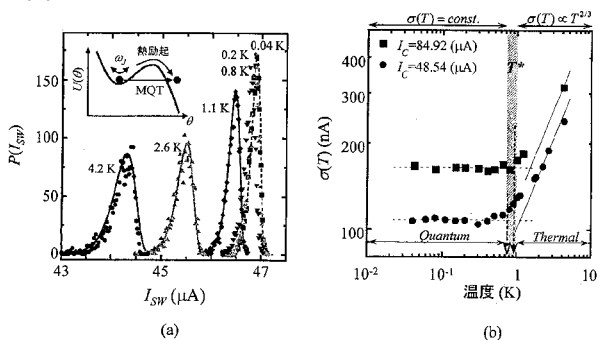 P(I_SW)
150
100
50
0
43
45
46
47
I_SW (μA)
U(θ)
ω_J
熱励起
MQT
θ
0.04 K
0.2 K
0.8 K
1.1 K
2.6 K
4.2 K
(a)
σ(T) = const.
σ(T) ∝ T^2/3
I_C=84.92 (μA)
I_C=48.54 (μA)
T*
σ(T) (nA)
400
300
200
100
Quantum
Thermal
10^-2
10^-1
1
10
温度 (K)
(b)